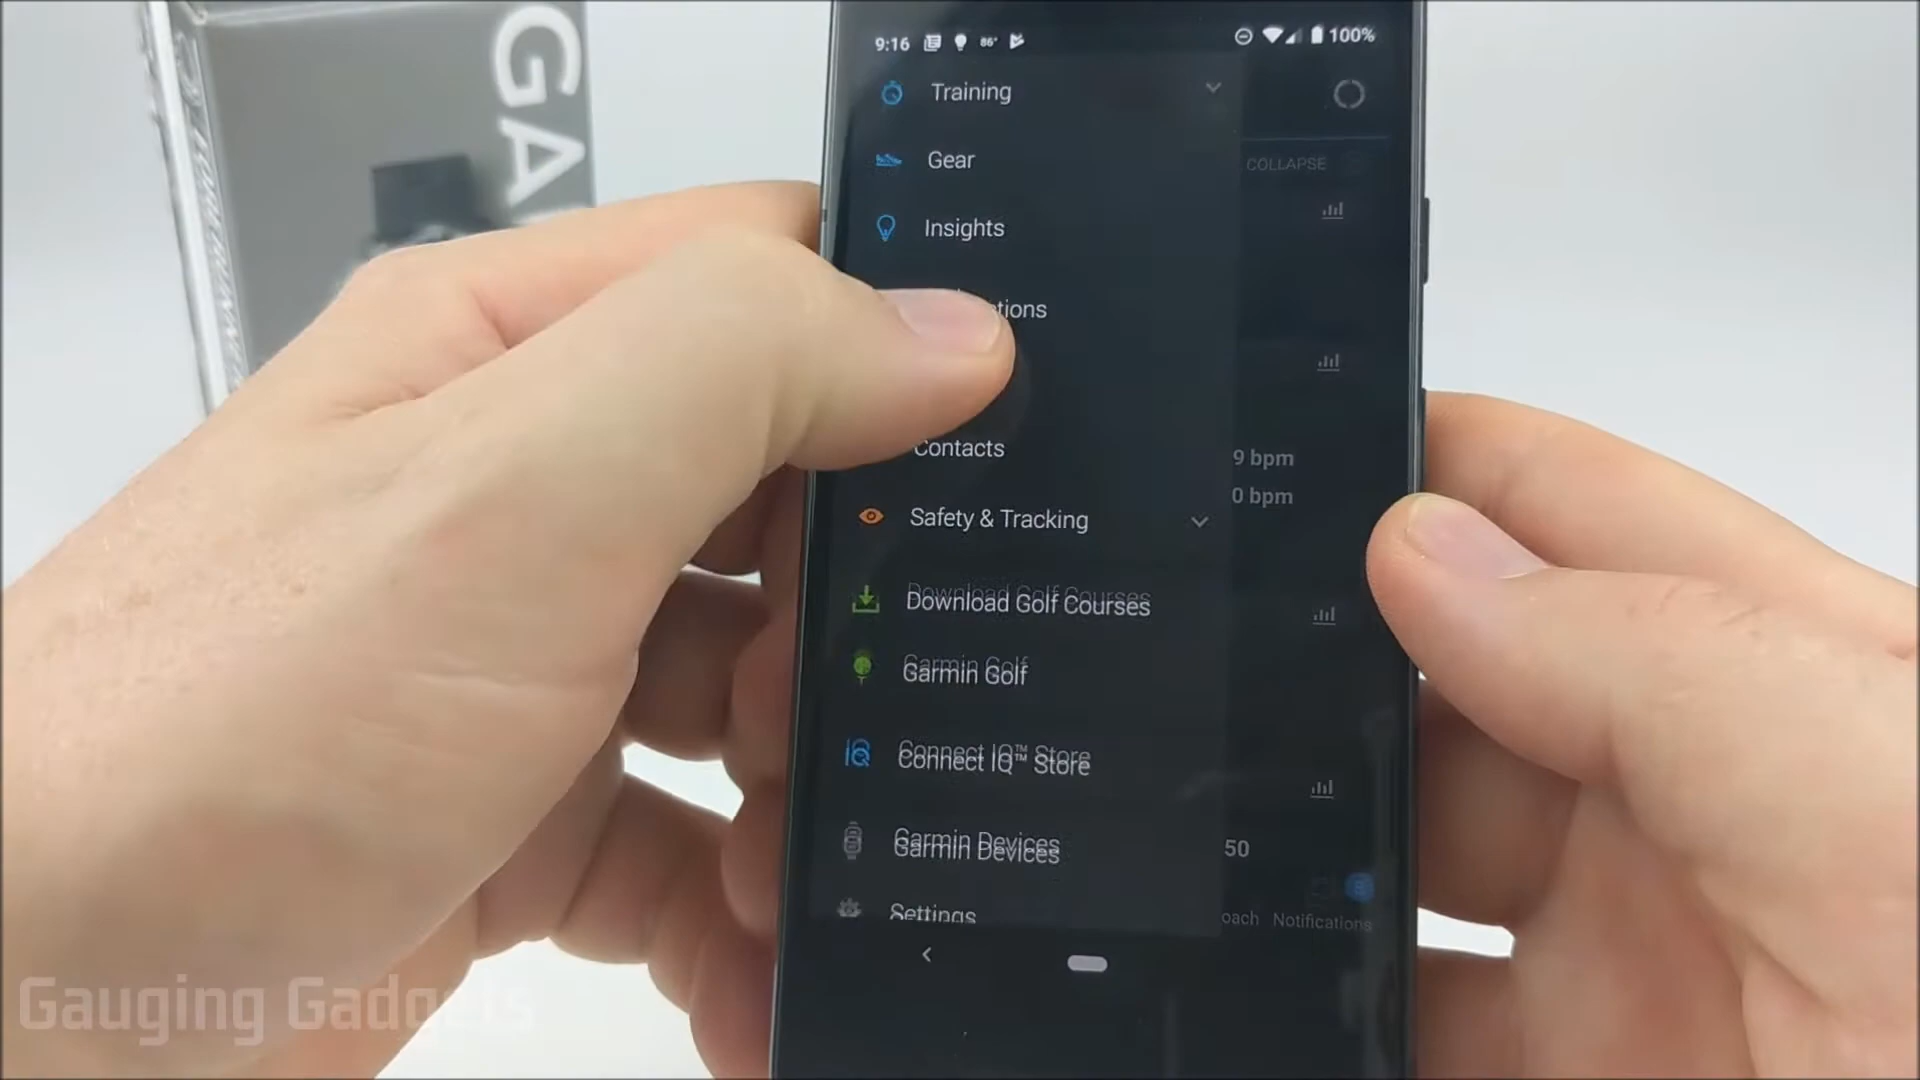 GA
9:16 86° 100%
Training
COLLAPSE
Gear
Insights
tions
Contacts
9 bpm
0 bpm
Safety & Tracking
Download Golf Courses
Garmin Golf
IQ Connect IQ™ Store
Garmin Devices
50
Settings
oach Notifications
Gauging Gadgets